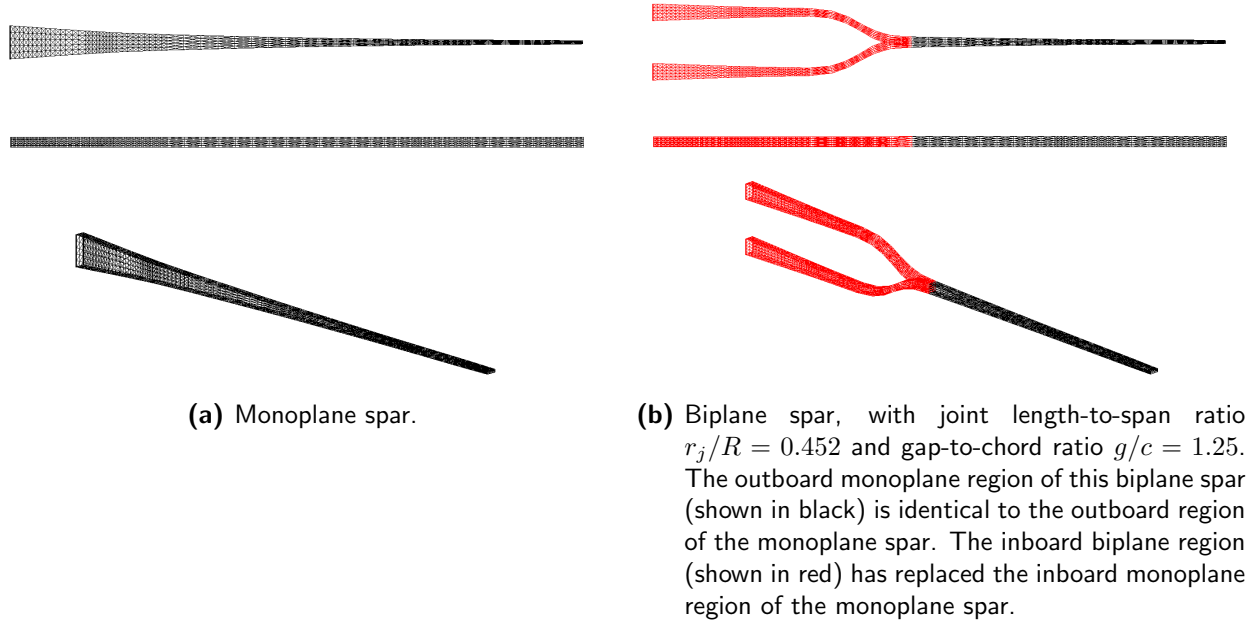 (a) Monoplane spar.
(b) Biplane spar, with joint length-to-span ratio
r_j/R = 0.452 and gap-to-chord ratio g/c = 1.25.
The outboard monoplane region of this biplane spar
(shown in black) is identical to the outboard region
of the monoplane spar. The inboard biplane region
(shown in red) has replaced the inboard monoplane
region of the monoplane spar.